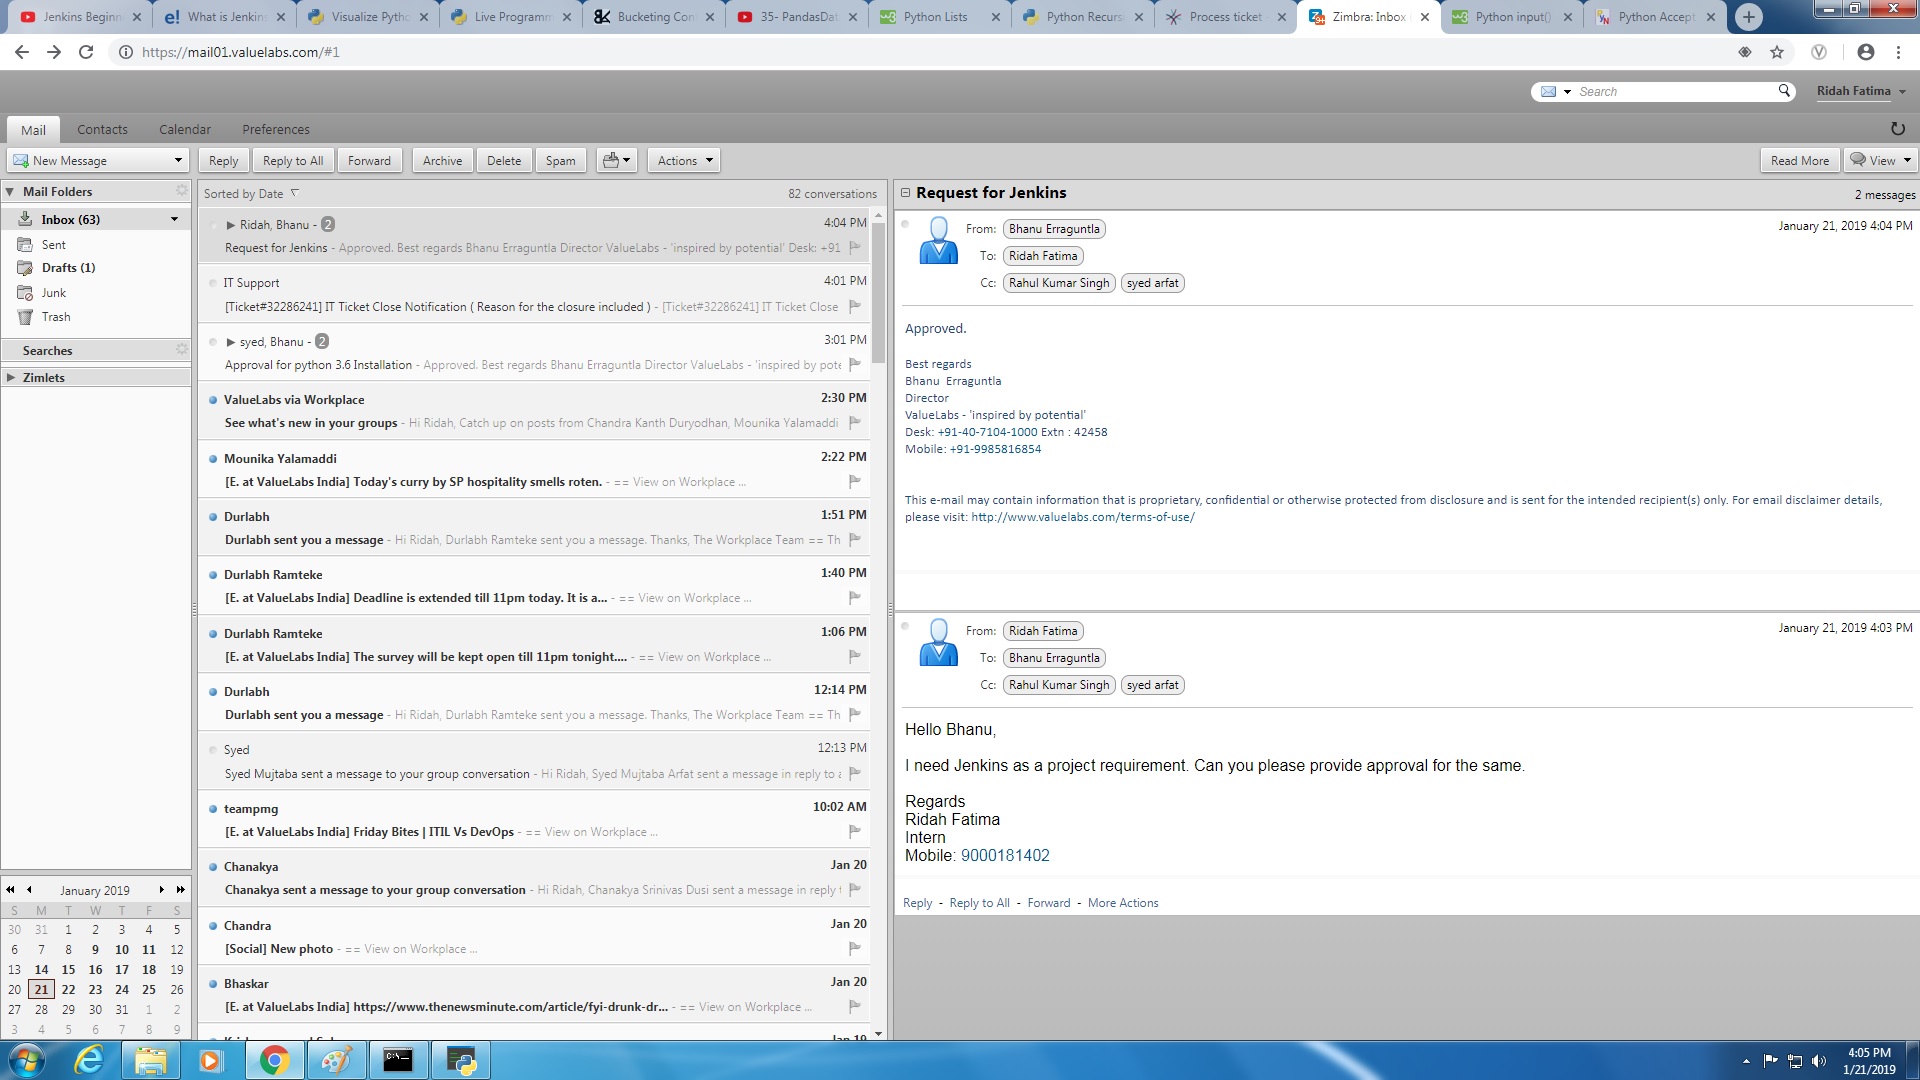 Jenkins Beginn
What is Jenkins
Visualize Pytho
Live Programm
Bucketing Con
35- PandasDat
Python Lists
Python Recurs
Process ticket -
Zimbra: Inbox (
Python input()
Python Accept
https://mail01.valuelabs.com/#1
Search
Ridah Fatima
Mail Contacts Calendar Preferences
New Message Reply Reply to All Forward Archive Delete Spam Actions Read More View
Mail Folders
Inbox (63)
Sent
Drafts (1)
Junk
Trash
Searches
Zimlets
Sorted by Date 82 conversations
Ridah, Bhanu - 2 4:04 PM
Request for Jenkins - Approved. Best regards Bhanu Erraguntla Director ValueLabs - 'inspired by potential' Desk: +91
IT Support 4:01 PM
[Ticket#32286241] IT Ticket Close Notification ( Reason for the closure included ) - [Ticket#32286241] IT Ticket Close
syed, Bhanu - 2 3:01 PM
Approval for python 3.6 Installation - Approved. Best regards Bhanu Erraguntla Director ValueLabs - 'inspired by pote
ValueLabs via Workplace 2:30 PM
See what's new in your groups - Hi Ridah, Catch up on posts from Chandra Kanth Duryodhan, Mounika Yalamaddi
Mounika Yalamaddi 2:22 PM
[E. at ValueLabs India] Today's curry by SP hospitality smells roten. - == View on Workplace ...
Durlabh 1:51 PM
Durlabh sent you a message - Hi Ridah, Durlabh Ramteke sent you a message. Thanks, The Workplace Team == Th
Durlabh Ramteke 1:40 PM
[E. at ValueLabs India] Deadline is extended till 11pm today. It is a... - == View on Workplace ...
Durlabh Ramteke 1:06 PM
[E. at ValueLabs India] The survey will be kept open till 11pm tonight.... - == View on Workplace ...
Durlabh 12:14 PM
Durlabh sent you a message - Hi Ridah, Durlabh Ramteke sent you a message. Thanks, The Workplace Team == Th
Syed 12:13 PM
Syed Mujtaba sent a message to your group conversation - Hi Ridah, Syed Mujtaba Arfat sent a message in reply to a
teampmg 10:02 AM
[E. at ValueLabs India] Friday Bites | ITIL Vs DevOps - == View on Workplace ...
Chanakya Jan 20
Chanakya sent a message to your group conversation - Hi Ridah, Chanakya Srinivas Dusi sent a message in reply t
Chandra Jan 20
[Social] New photo - == View on Workplace ...
Bhaskar Jan 20
[E. at ValueLabs India] https://www.thenewsminute.com/article/fyi-drunk-dr... - == View on Workplace ...
Request for Jenkins 2 messages
From: Bhanu Erraguntla January 21, 2019 4:04 PM
To: Ridah Fatima
Cc: Rahul Kumar Singh syed arfat
Approved.
Best regards
Bhanu Erraguntla
Director
ValueLabs - 'inspired by potential'
Desk: +91-40-7104-1000 Extn : 42458
Mobile: +91-9985816854
This e-mail may contain information that is proprietary, confidential or otherwise protected from disclosure and is sent for the intended recipient(s) only. For email disclaimer details,
please visit: http://www.valuelabs.com/terms-of-use/
From: Ridah Fatima January 21, 2019 4:03 PM
To: Bhanu Erraguntla
Cc: Rahul Kumar Singh syed arfat
Hello Bhanu,
I need Jenkins as a project requirement. Can you please provide approval for the same.
Regards
Ridah Fatima
Intern
Mobile: 9000181402
Reply - Reply to All - Forward - More Actions
January 2019
S M T W T F S
30 31 1 2 3 4 5
6 7 8 9 10 11 12
13 14 15 16 17 18 19
20 21 22 23 24 25 26
27 28 29 30 31 1 2
3 4 5 6 7 8 9
4:05 PM
1/21/2019